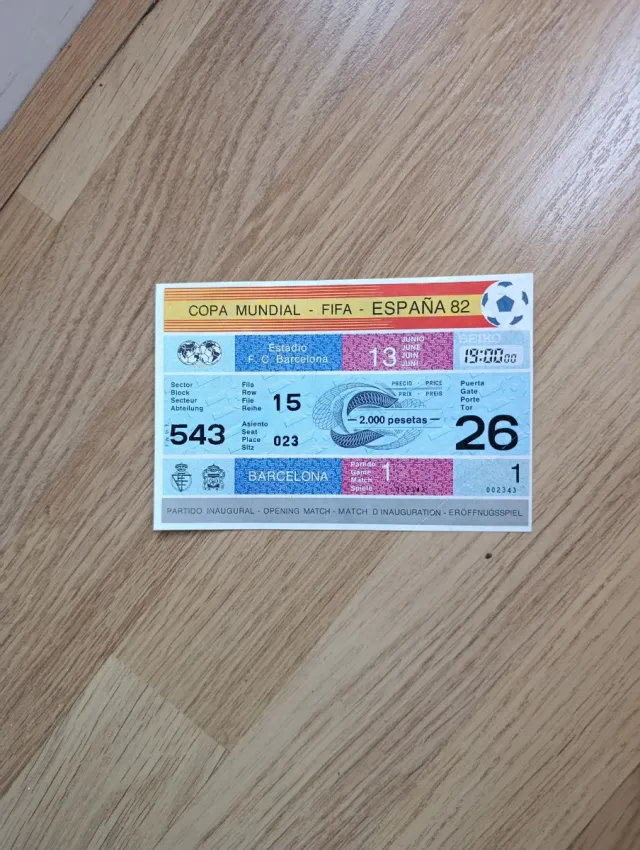 COPA MUNDIAL - FIFA - ESPAÑA 82
Estadio
F. C. Barcelona
13
JUNIO
JUNE
JUIN
JUNI
SEIKO
19:00 00
Sector
Block
Secteur
Abteilung
543
Fila
Row
File
Reihe
15
Asiento
Seat
Place
Sitz
023
PRECIO - PRICE
PRIX - PREIS
2.000 pesetas
Puerta
Gate
Porte
Tor
26
BARCELONA
Partido
Game
Match
Spiele
1
002343
1
002343
PARTIDO INAUGURAL - OPENING MATCH - MATCH D'INAUGURATION - ERÖFFNUGSSPIEL